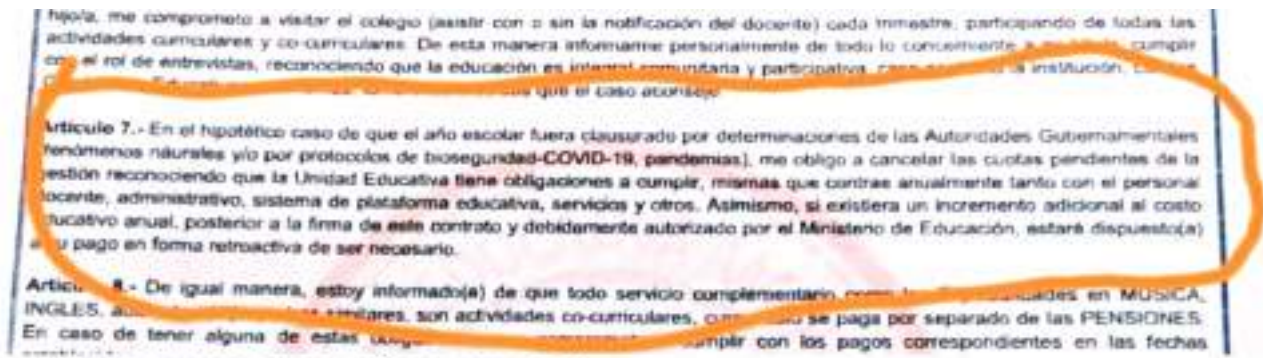 hijo/a, me comprometo a visitar el colegio (asistir con o sin la notificación del docente) cada trimestre, participando de todas las
actividades curriculares y co-curriculares. De esta manera informarme personalmente de todo lo concerniente a cumplir
con el rol de entrevistas, reconociendo que la educación es integral comunitaria y participativa, la institución,
que el caso aconseje
Artículo 7.- En el hipotético caso de que el año escolar fuera clausurado por determinaciones de las Autoridades Gubernamentales
fenómenos náurales y/o por protocolos de bioseguridad-COVID-19, pandemias), me obligo a cancelar las cuotas pendientes de la
gestión reconociendo que la Unidad Educativa tiene obligaciones a cumplir, mismas que contrae anualmente tanto con el personal
docente, administrativo, sistema de plataforma educativa, servicios y otros. Asimismo, si existiera un incremento adicional al costo
educativo anual, posterior a la firma de este contrato y debidamente autorizado por el Ministerio de Educación, estaré dispuesto(a)
a su pago en forma retroactiva de ser necesario.
Artículo 8.- De igual manera, estoy informado(a) de que todo servicio complementario en MÚSICA,
INGLES, similares, son actividades co-curriculares, se paga por separado de las PENSIONES.
En caso de tener alguna de estas cumplir con los pagos correspondientes en las fechas